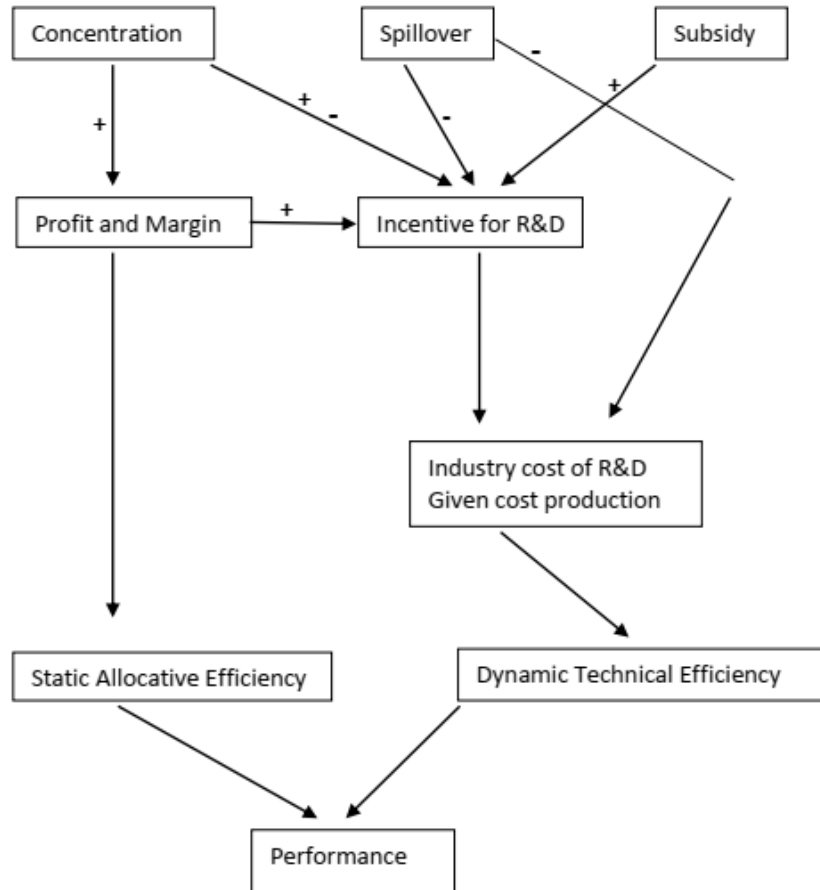 Concentration
Spillover
Subsidy
-
+
+
-
-
+
Profit and Margin
+
Incentive for R&D
Industry cost of R&D
Given cost production
Static Allocative Efficiency
Dynamic Technical Efficiency
Performance